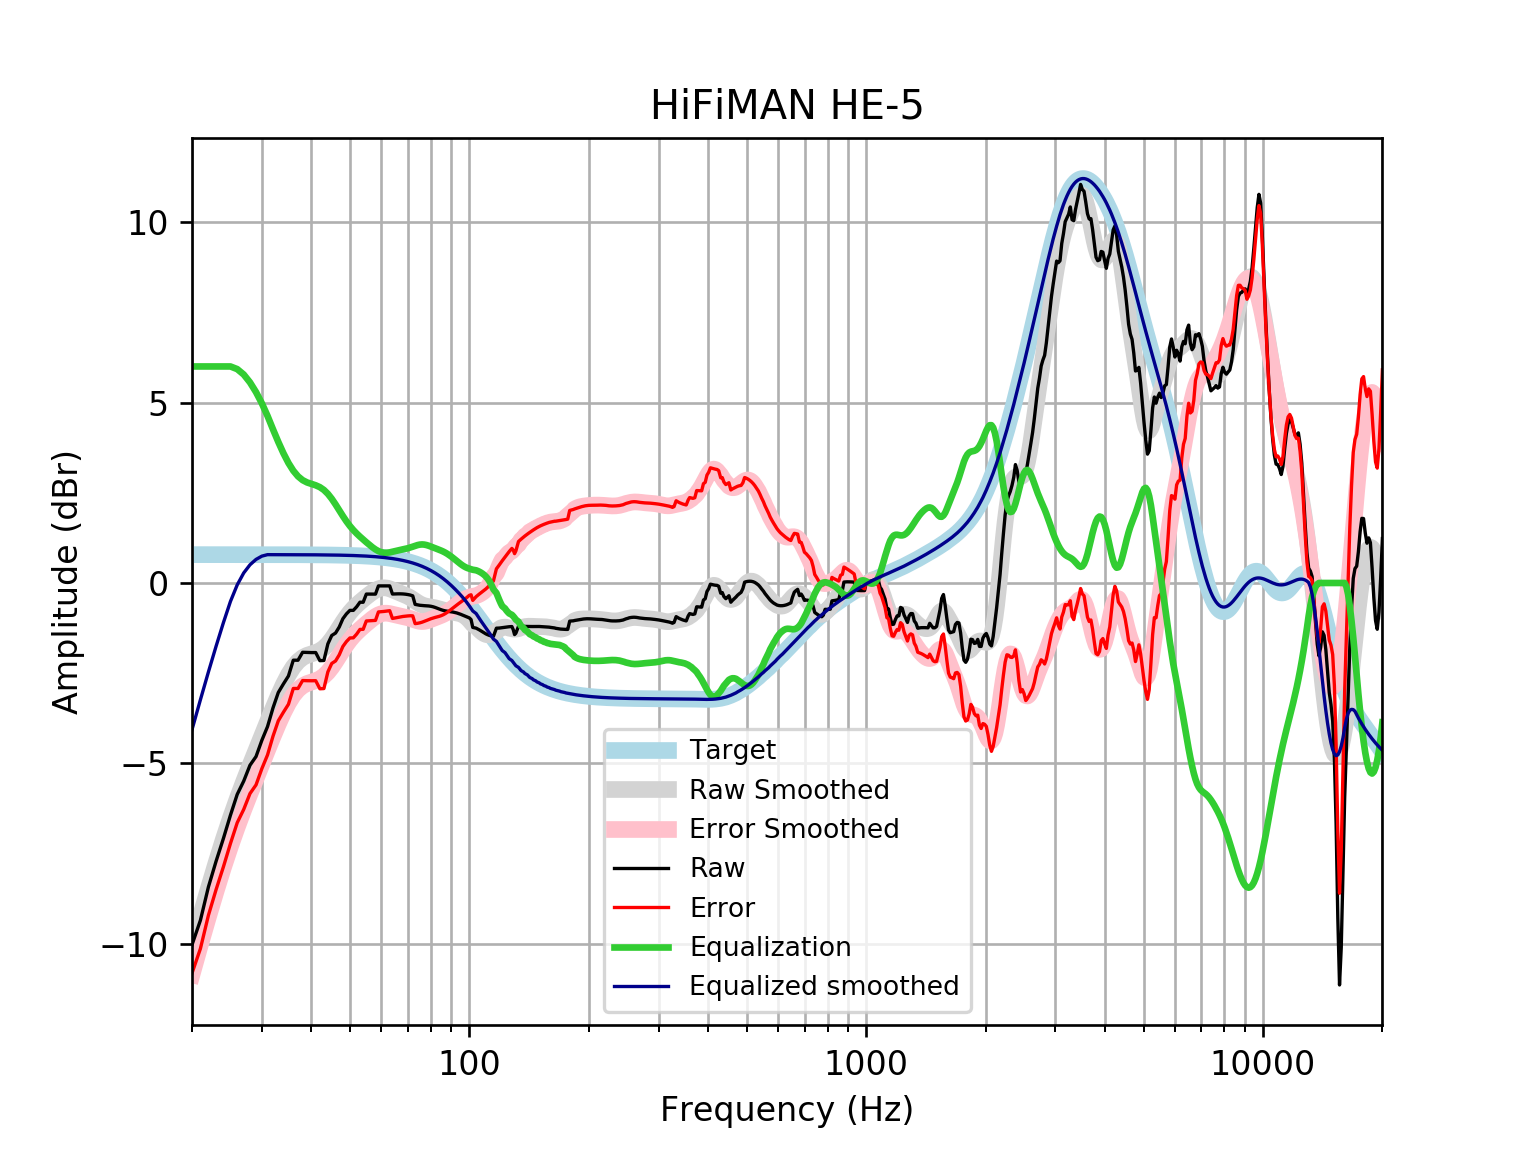 HiFiMAN HE-5
10
5
0
−5
−10
Amplitude (dBr)
Target
Raw Smoothed
Error Smoothed
Raw
Error
Equalization
Equalized smoothed
100 1000 10000
Frequency (Hz)